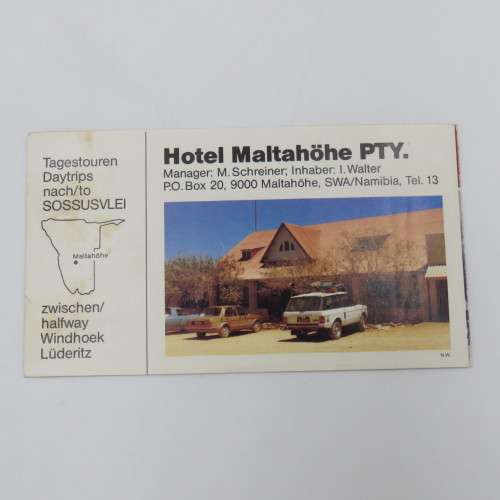 Tagestouren
Daytrips
nach/to
SOSSUSVLEI
Maltahöhe
zwischen/
halfway
Windhoek
Lüderitz
Hotel Maltahöhe PTY.
Manager: M. Schreiner; Inhaber: I. Walter
P.O. Box 20, 9000 Maltahöhe, SWA/Namibia, Tel. 13
N.W.